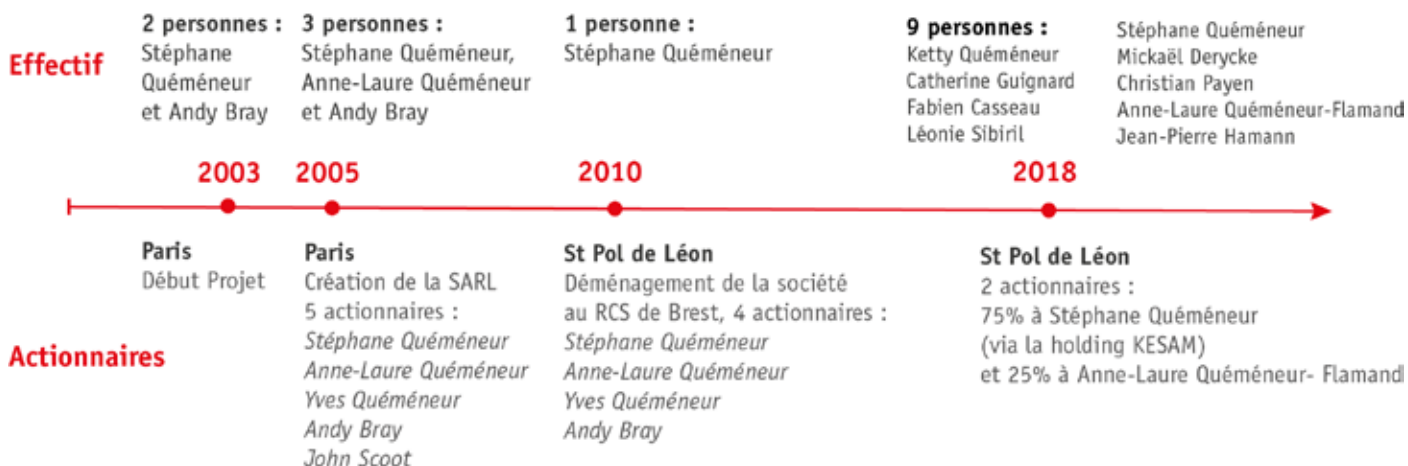 Effectif
2 personnes :
Stéphane
Quéméneur
et Andy Bray
3 personnes :
Stéphane Quéméneur,
Anne-Laure Quéméneur
et Andy Bray
1 personne :
Stéphane Quéméneur
9 personnes :
Ketty Quéméneur
Catherine Guignard
Fabien Casseau
Léonie Sibiril
Stéphane Quéméneur
Mickaël Derycke
Christian Payen
Anne-Laure Quéméneur-Flamand
Jean-Pierre Hamann
2003
2005
2010
2018
Actionnaires
Paris
Début Projet
Paris
Création de la SARL
5 actionnaires :
Stéphane Quéméneur
Anne-Laure Quéméneur
Yves Quéméneur
Andy Bray
John Scoot
St Pol de Léon
Déménagement de la société
au RCS de Brest, 4 actionnaires :
Stéphane Quéméneur
Anne-Laure Quéméneur
Yves Quéméneur
Andy Bray
St Pol de Léon
2 actionnaires :
75% à Stéphane Quéméneur
(via la holding KESAM)
et 25% à Anne-Laure Quéméneur- Flamand